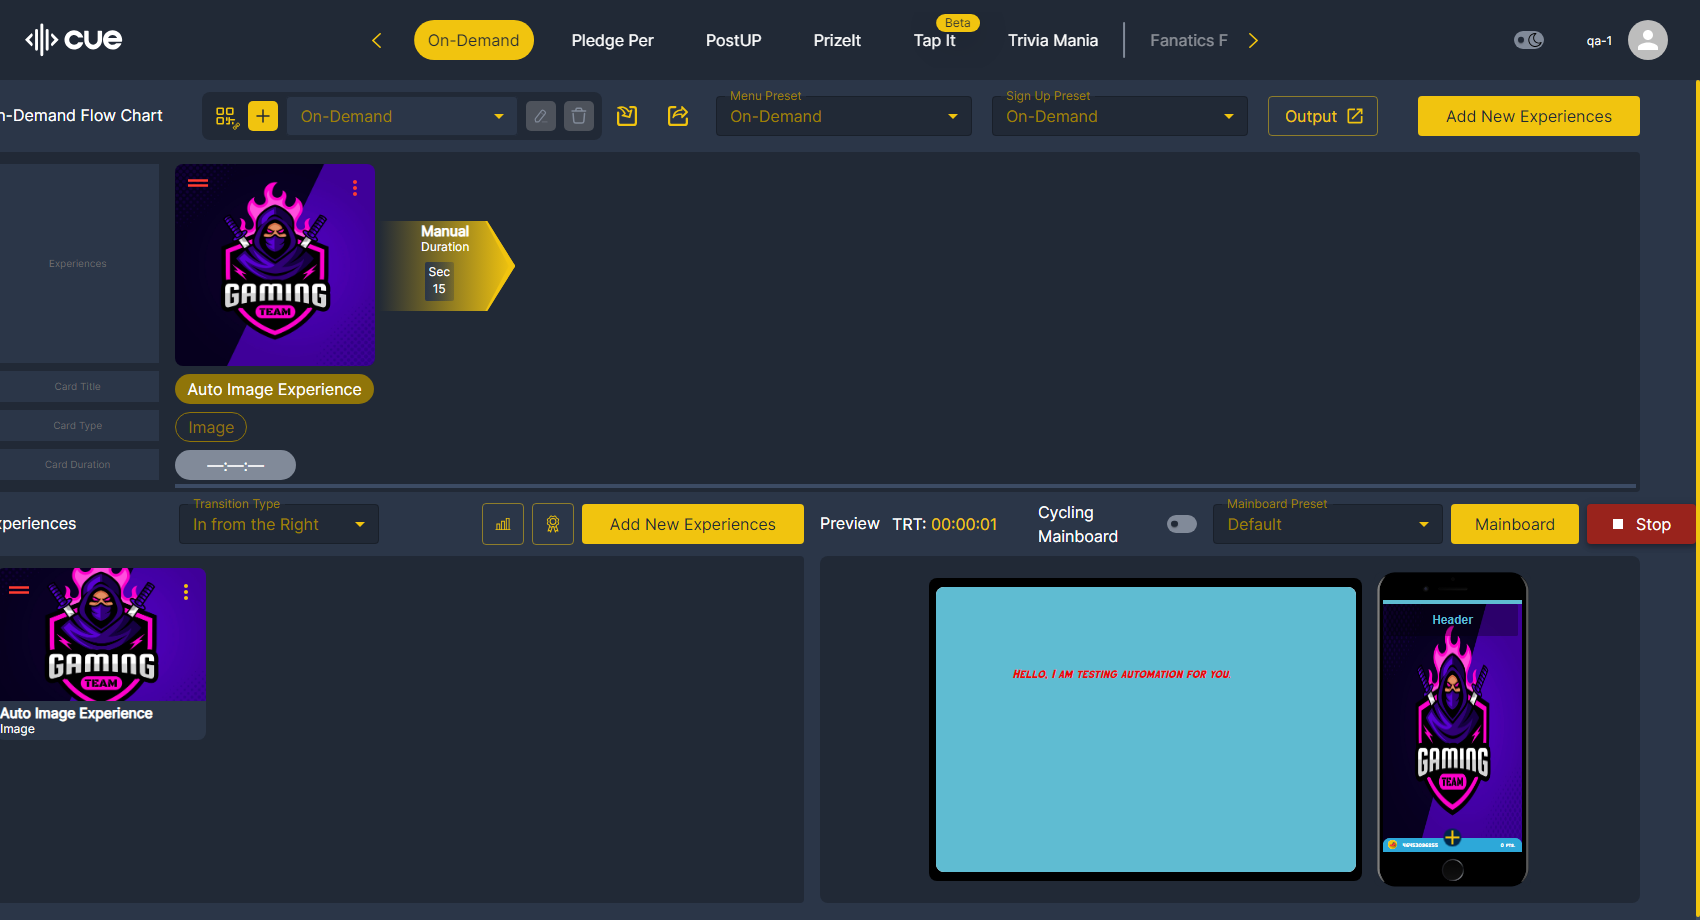 cue
On-Demand
Pledge Per
PostUP
PrizeIt
Beta
Tap It
Trivia Mania
Fanatics F
qa-1
n-Demand Flow Chart
On-Demand
Menu Preset
On-Demand
Sign Up Preset
On-Demand
Output
Add New Experiences
Experiences
GAMING
TEAM
Manual
Duration
Sec
15
Card Title
Auto Image Experience
Card Type
Image
Card Duration
—:—:—
xperiences
Transition Type
In from the Right
Add New Experiences
Preview
TRT: 00:00:01
Cycling
Mainboard
Mainboard Preset
Default
Mainboard
Stop
GAMING
TEAM
Auto Image Experience
Image
Hello, I am testing automation for you.
Header
GAMING
TEAM
0 PTS.